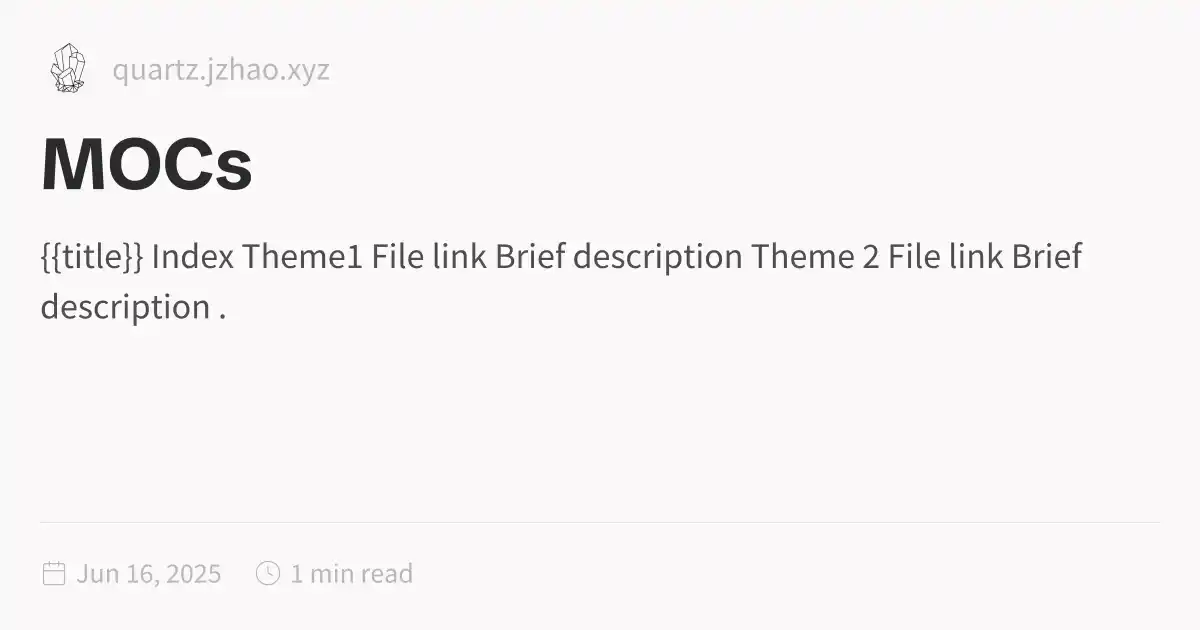 quartz.jzhao.xyz
MOCs
{{title}} Index Theme1 File link Brief description Theme 2 File link Brief
description .
Jun 16, 2025 1 min read